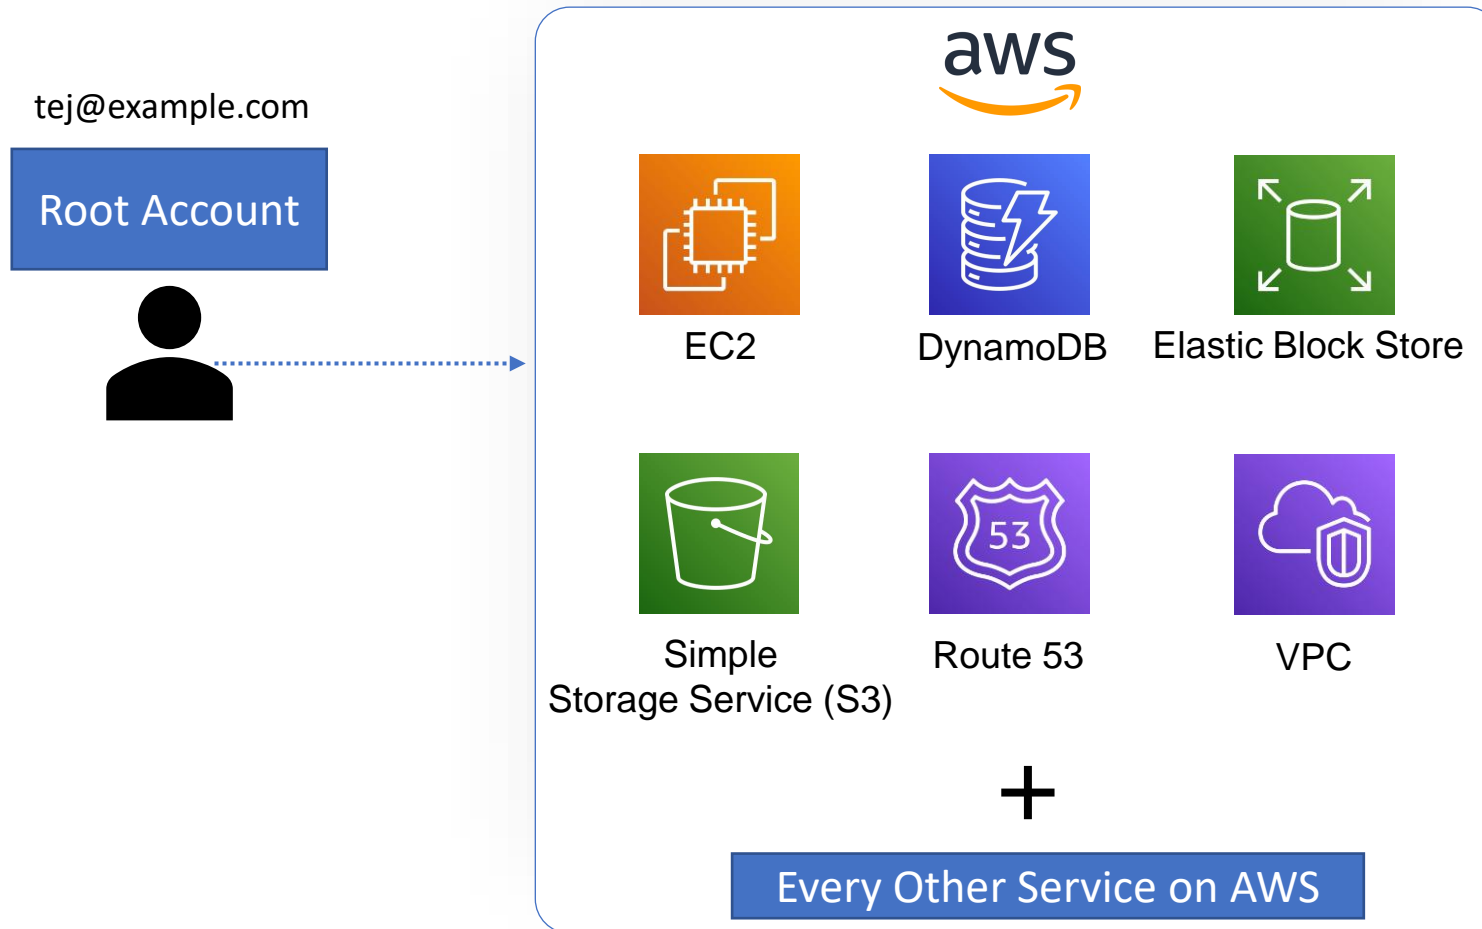 aws
tej@example.com
Root Account
EC2
DynamoDB
Elastic Block Store
53
Simple
Storage Service (S3)
Route 53
VPC
+
Every Other Service on AWS